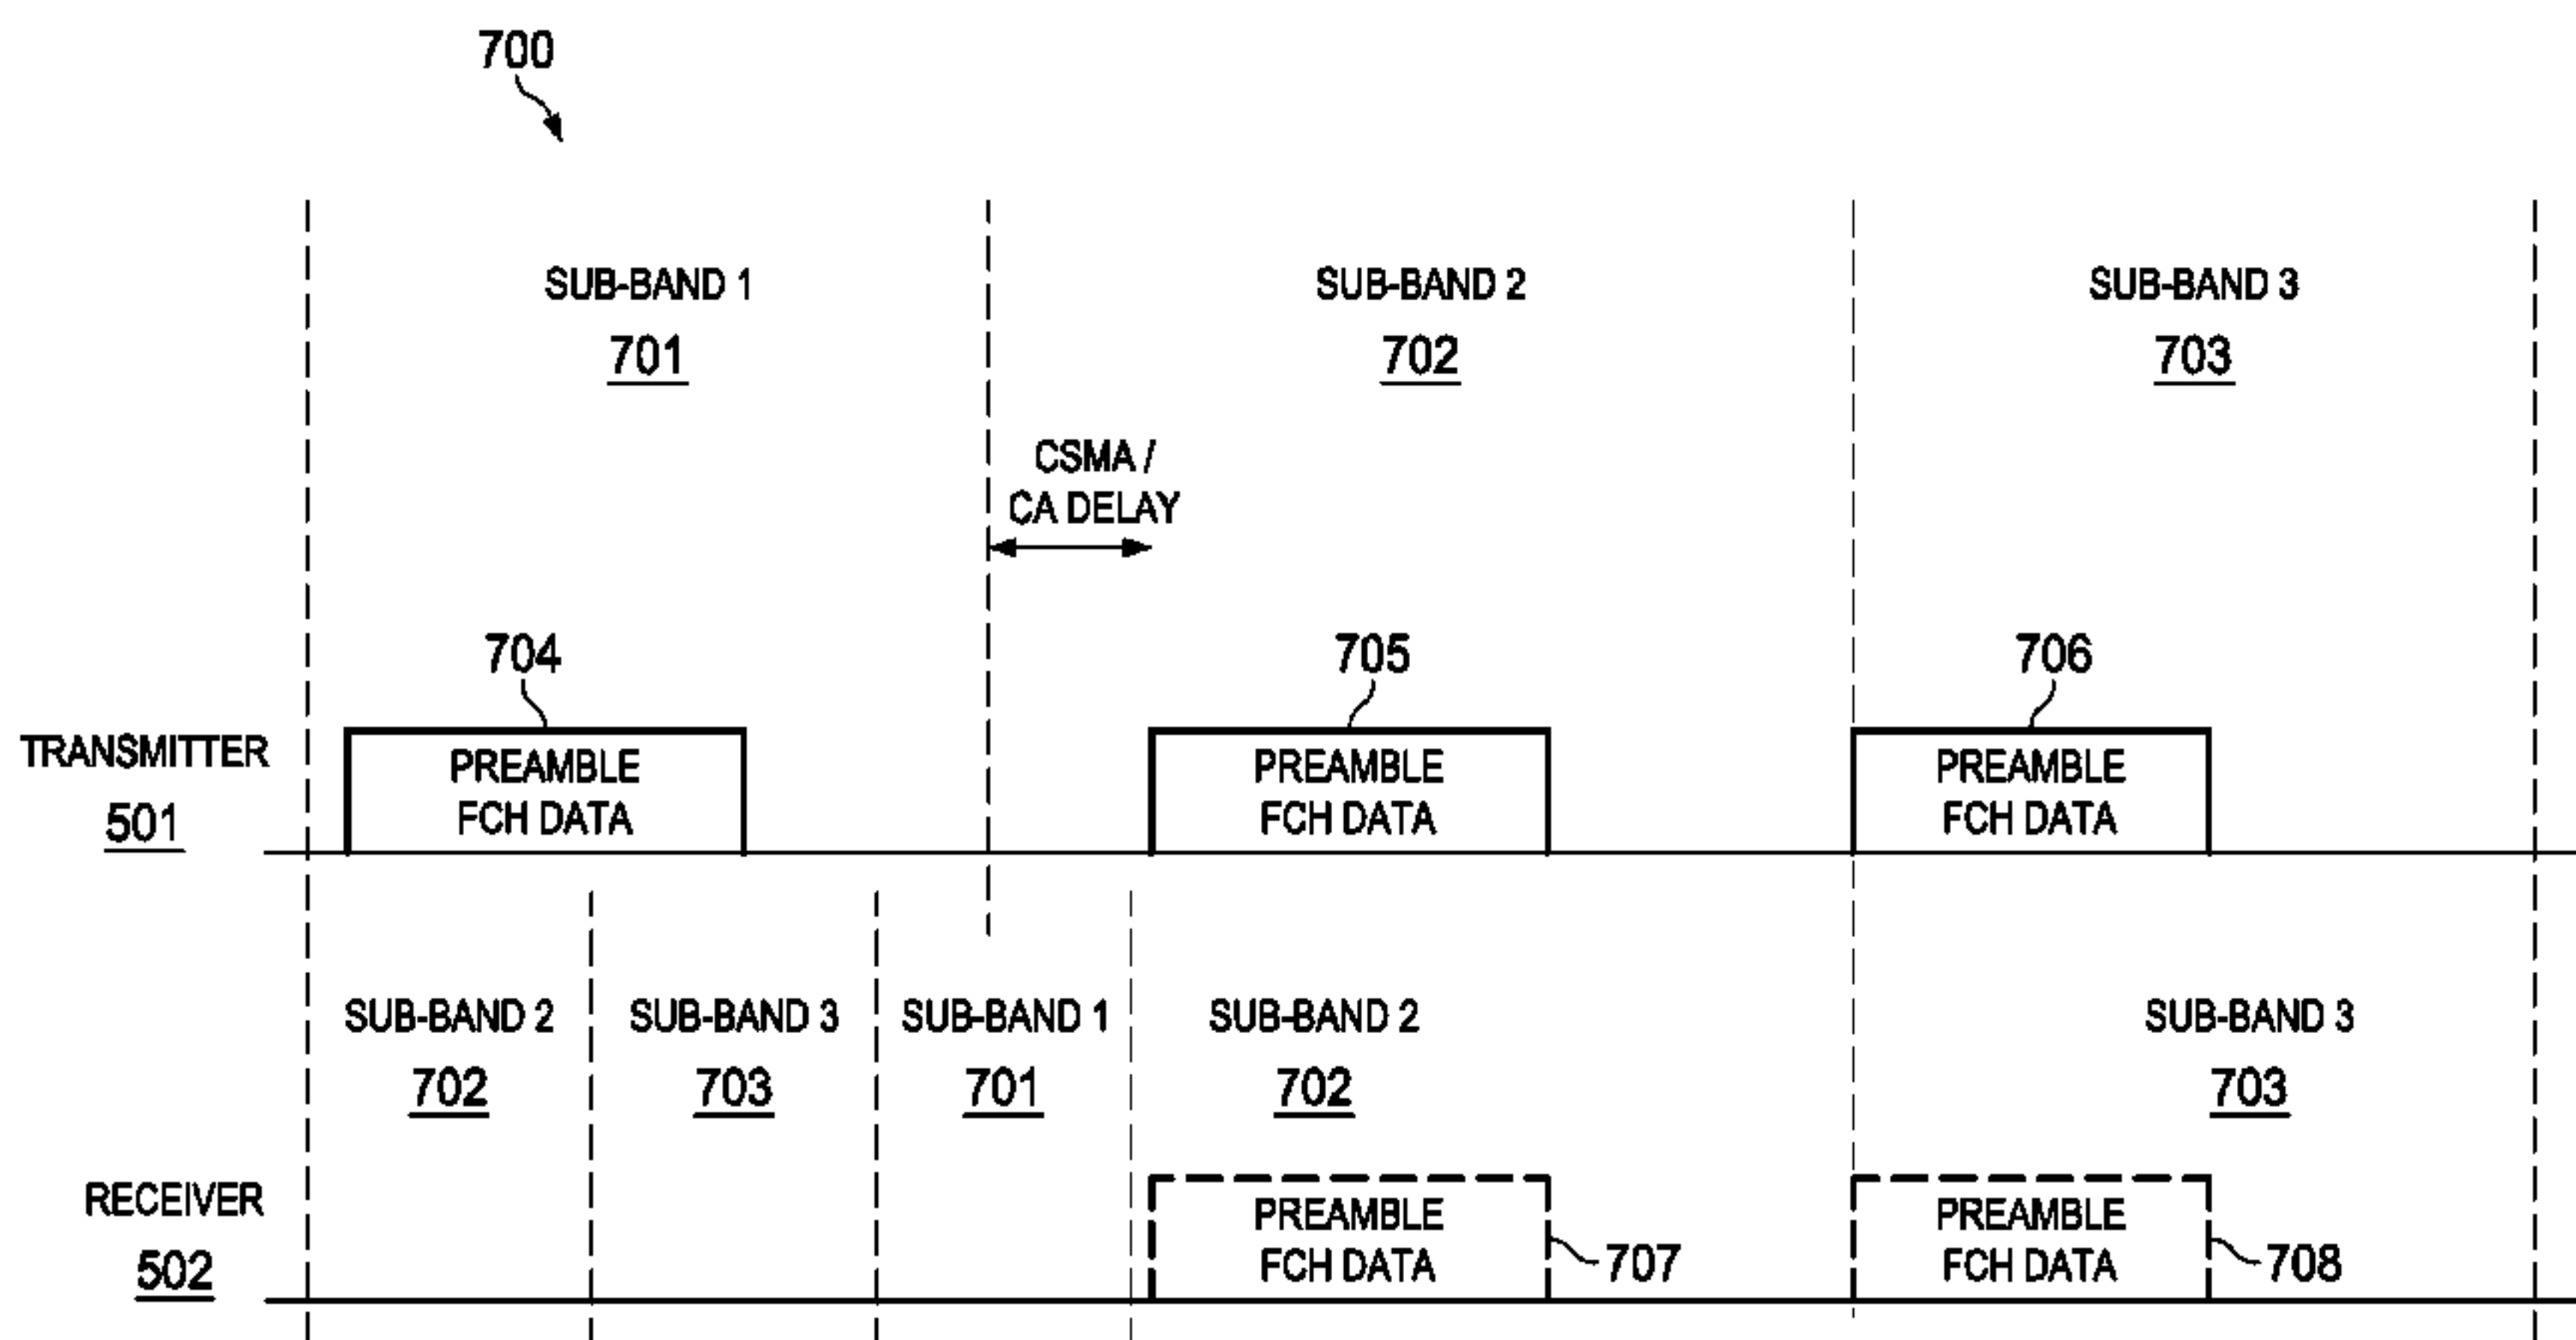 700
SUB-BAND 1
701
SUB-BAND 2
702
SUB-BAND 3
703
CSMA /
CA DELAY
704
705
706
TRANSMITTER
501
PREAMBLE
FCH DATA
PREAMBLE
FCH DATA
PREAMBLE
FCH DATA
SUB-BAND 2
702
SUB-BAND 3
703
SUB-BAND 1
701
SUB-BAND 2
702
SUB-BAND 3
703
RECEIVER
502
PREAMBLE
FCH DATA
707
PREAMBLE
FCH DATA
708